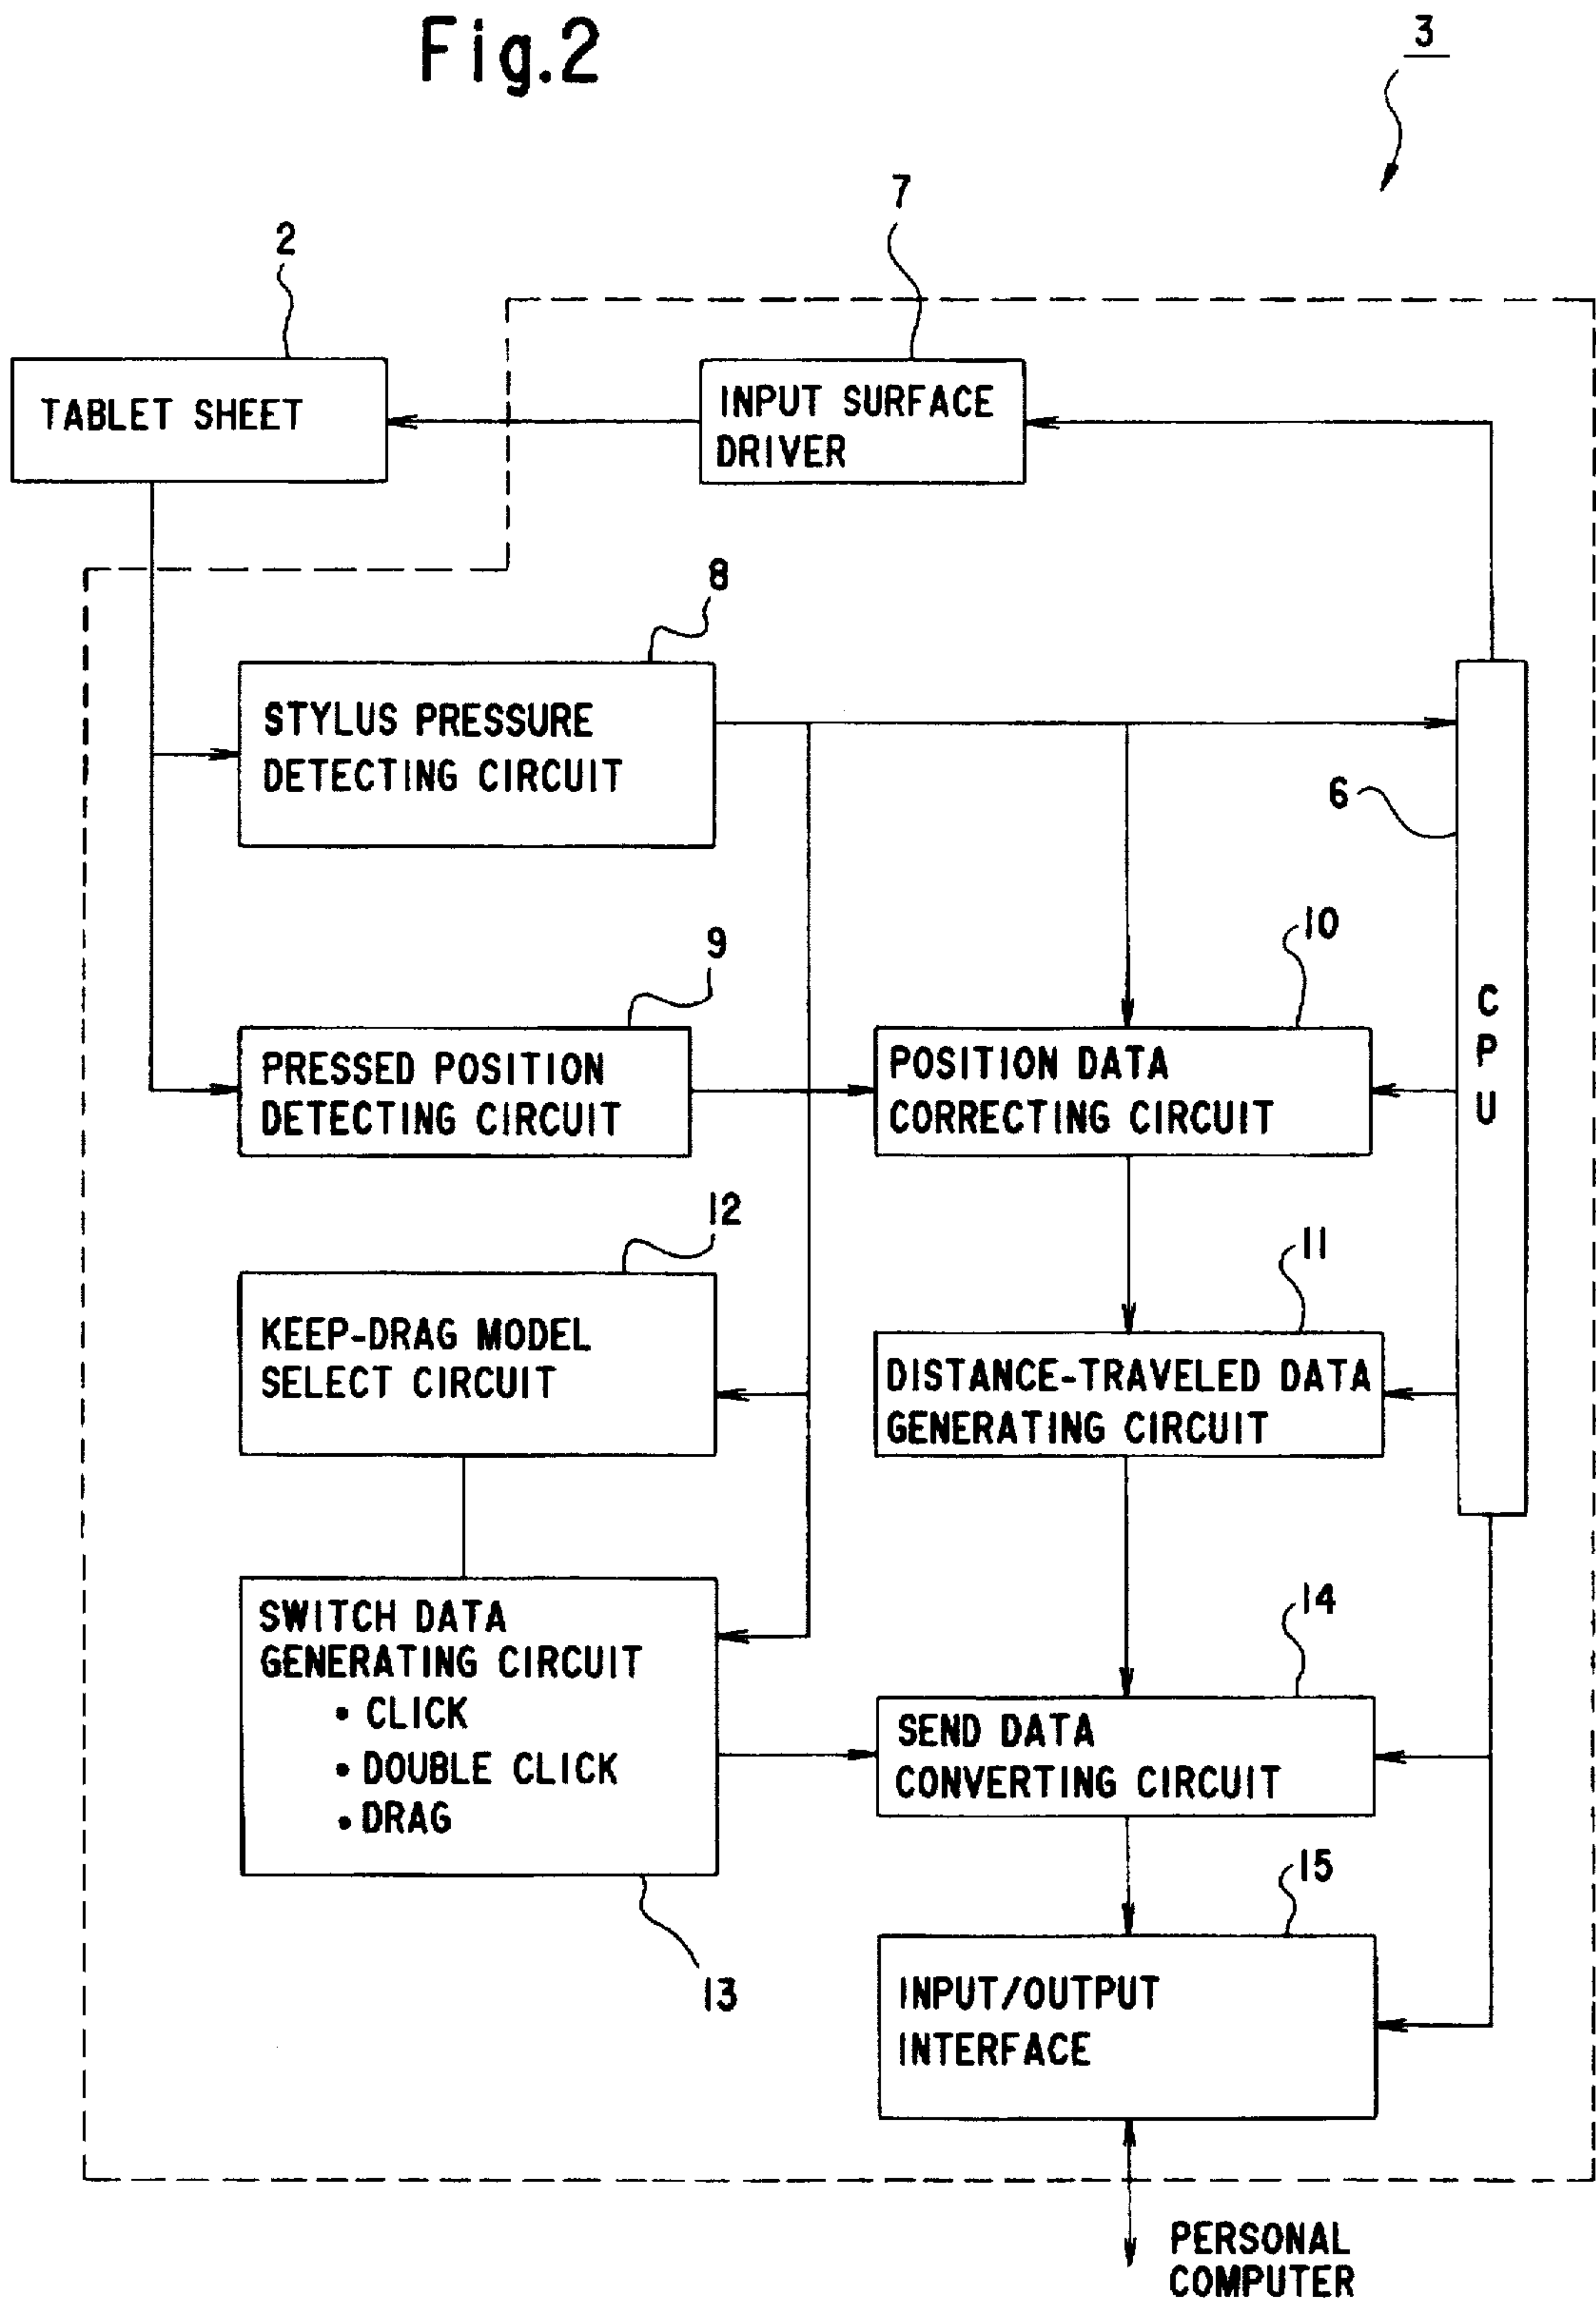 Fig.2
3
7
2
TABLET SHEET
INPUT SURFACE
DRIVER
8
STYLUS PRESSURE
DETECTING CIRCUIT
6
10
9
CPU
PRESSED POSITION
DETECTING CIRCUIT
POSITION DATA
CORRECTING CIRCUIT
12
11
KEEP-DRAG MODEL
SELECT CIRCUIT
DISTANCE-TRAVELED DATA
GENERATING CIRCUIT
14
SWITCH DATA
GENERATING CIRCUIT
• CLICK
• DOUBLE CLICK
• DRAG
SEND DATA
CONVERTING CIRCUIT
15
13
INPUT/OUTPUT
INTERFACE
PERSONAL
COMPUTER